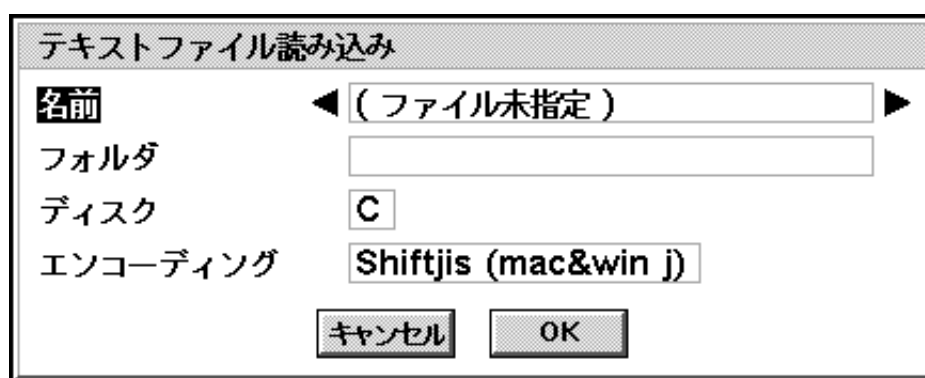 テキストファイル読み込み
名前 ( ファイル未指定 )
フォルダ
ディスク C
エンコーディング Shiftjis (mac&win j)
キャンセル OK